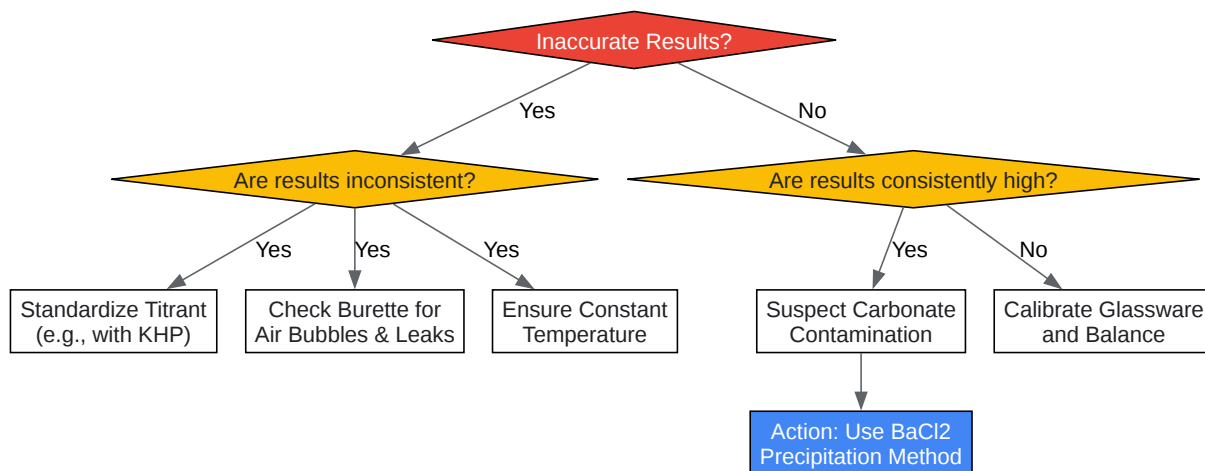 Inaccurate Results?
Yes
No
Are results inconsistent?
Are results consistently high?
Yes
Yes
Yes
Yes
No
Standardize Titrant
(e.g., with KHP)
Check Burette for
Air Bubbles & Leaks
Ensure Constant
Temperature
Suspect Carbonate
Contamination
Calibrate Glassware
and Balance
Action: Use BaCl2
Precipitation Method